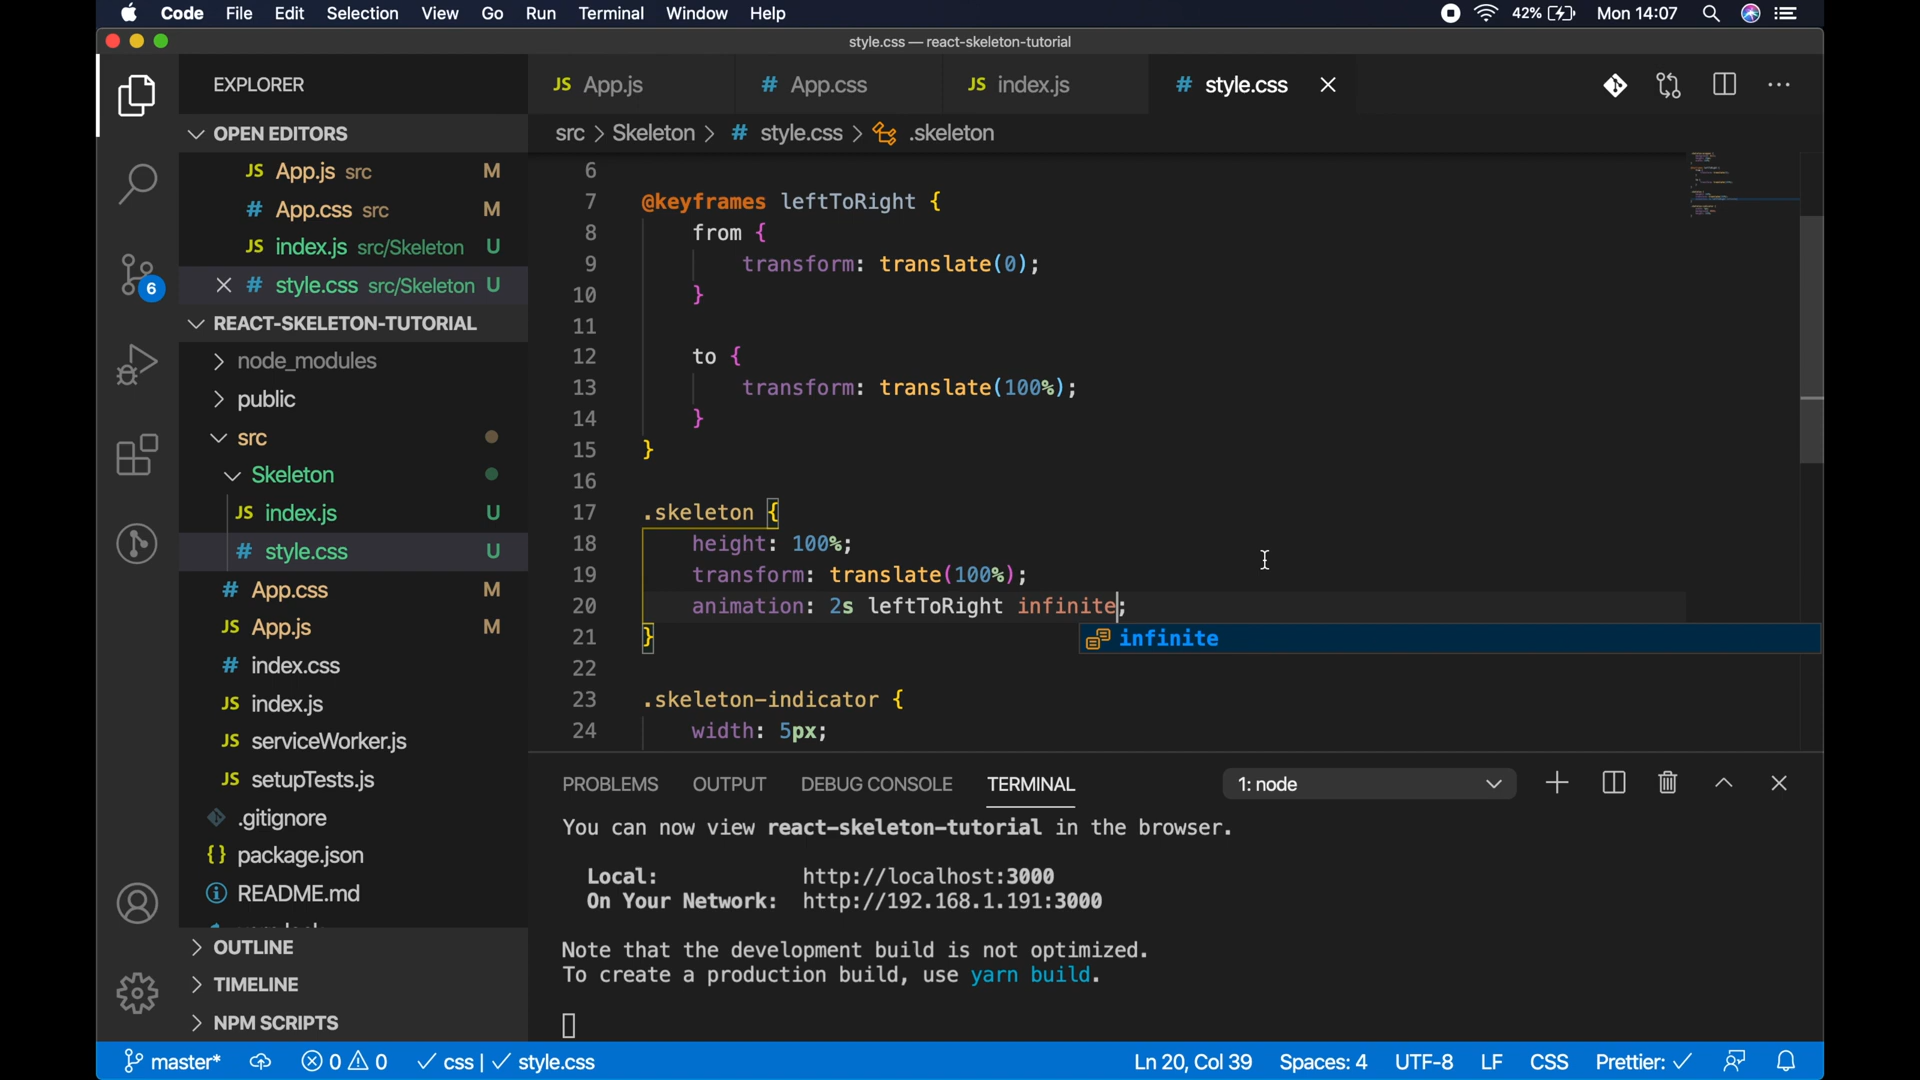 Code File Edit Selection View Go Run Terminal Window Help 42% Mon 14:07
style.css — react-skeleton-tutorial
EXPLORER
OPEN EDITORS
JS App.js src M
# App.css src M
JS index.js src/Skeleton U
# style.css src/Skeleton U
REACT-SKELETON-TUTORIAL
node_modules
public
src
Skeleton
JS index.js U
# style.css U
# App.css M
JS App.js M
# index.css
JS index.js
JS serviceWorker.js
JS setupTests.js
.gitignore
{} package.json
README.md
OUTLINE
TIMELINE
NPM SCRIPTS
6
JS App.js # App.css JS index.js # style.css
src > Skeleton > # style.css > .skeleton
6
7 @keyframes leftToRight {
8 from {
9 transform: translate(0);
10 }
11
12 to {
13 transform: translate(100%);
14 }
15 }
16
17 .skeleton {
18 height: 100%;
19 transform: translate(100%);
20 animation: 2s leftToRight infinite;
21 }
infinite
22
23 .skeleton-indicator {
24 width: 5px;
PROBLEMS OUTPUT DEBUG CONSOLE TERMINAL 1: node
You can now view react-skeleton-tutorial in the browser.
Local: http://localhost:3000
On Your Network: http://192.168.1.191:3000
Note that the development build is not optimized.
To create a production build, use yarn build.
master* 0 0 css | style.css Ln 20, Col 39 Spaces: 4 UTF-8 LF CSS Prettier: ✓